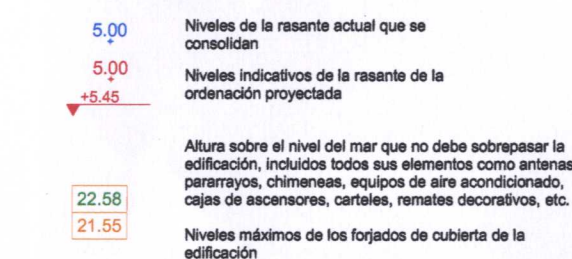 5.00 Niveles de la rasante actual que se
consolidan
5.00 Niveles indicativos de la rasante de la
+5.45 ordenación proyectada
Altura sobre el nivel del mar que no debe sobrepasar la
edificación, incluidos todos sus elementos como antenas
pararrayos, chimeneas, equipos de aire acondicionado,
22.58 cajas de ascensores, carteles, remates decorativos, etc.
21.55 Niveles máximos de los forjados de cubierta de la
edificación